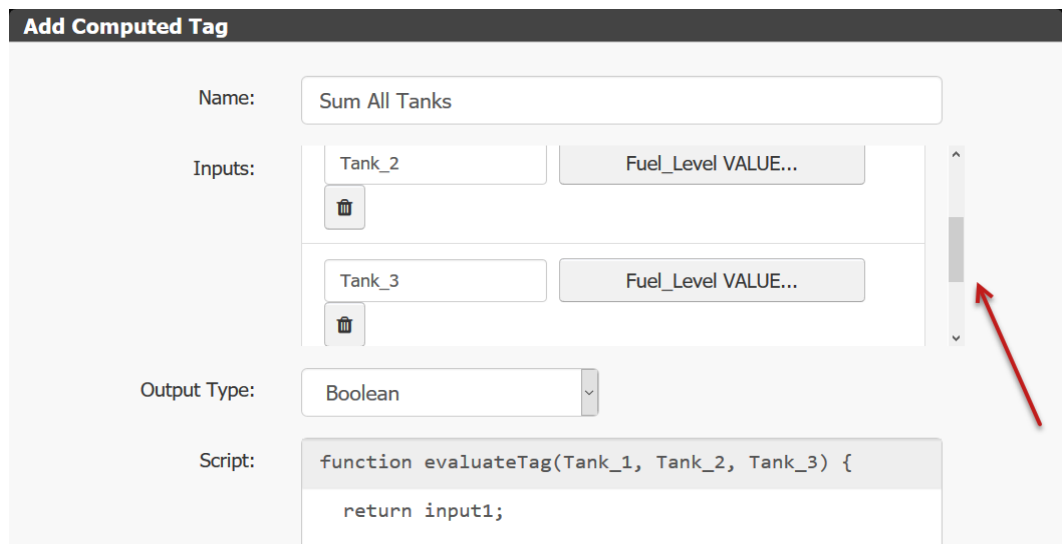 Add Computed Tag
Name: Sum All Tanks
Inputs: Tank_2 Fuel_Level VALUE...
Tank_3 Fuel_Level VALUE...
Output Type: Boolean
Script: function evaluateTag(Tank_1, Tank_2, Tank_3) {
return input1;